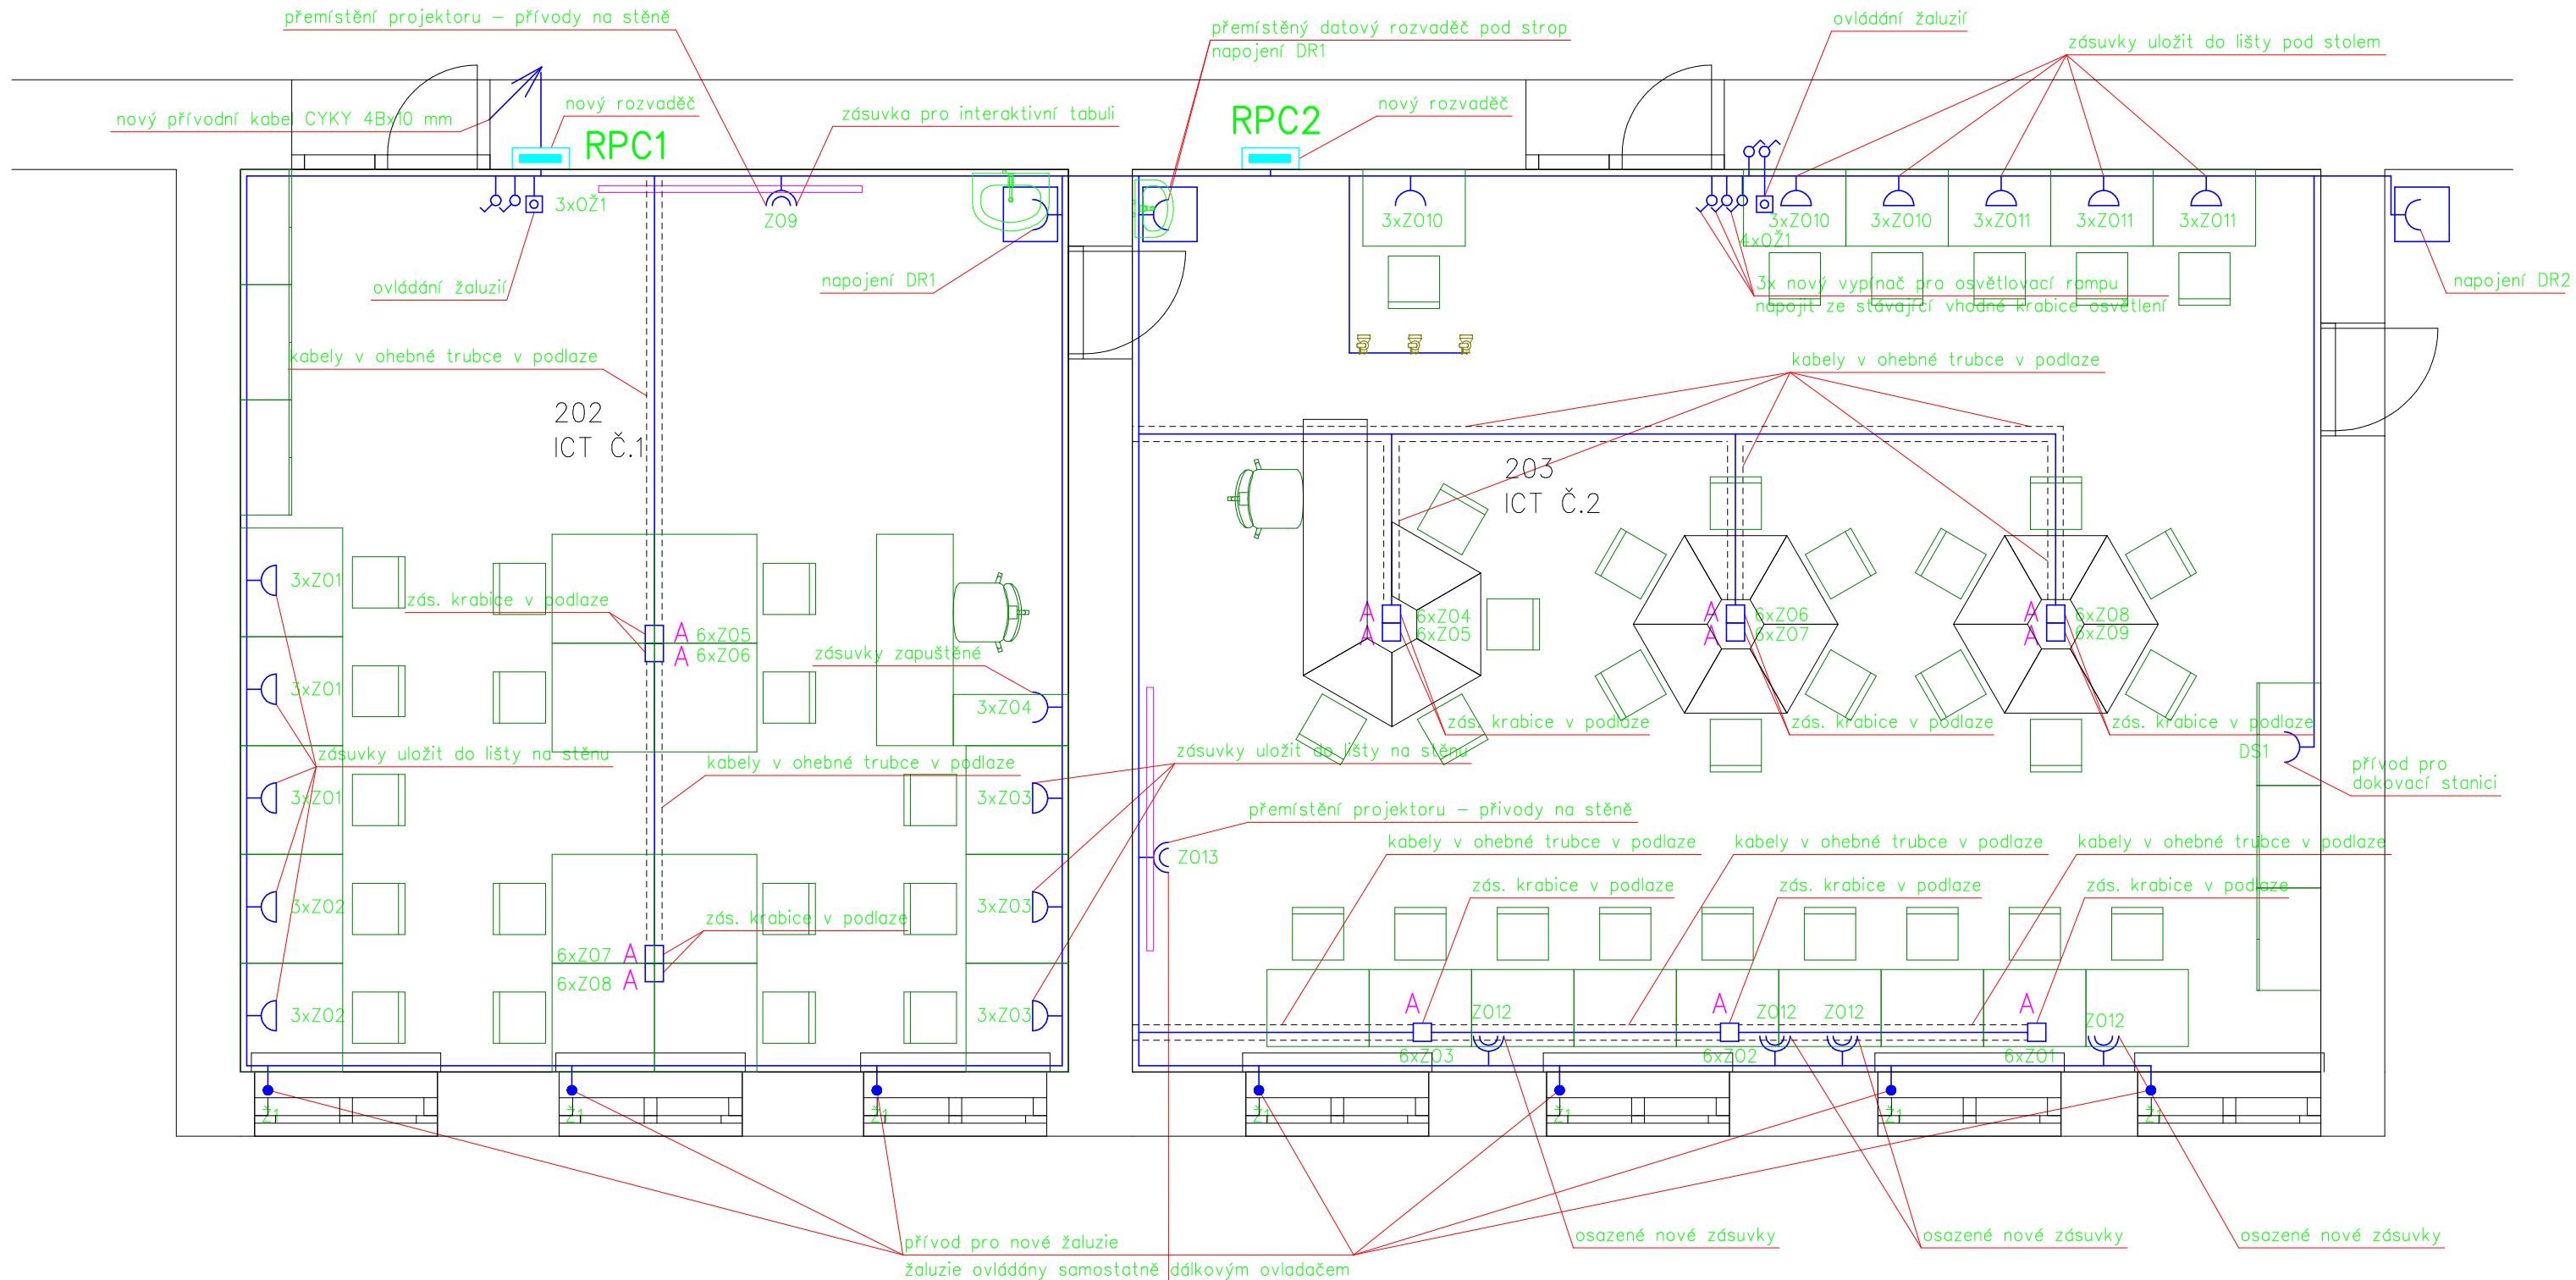 přemístění projektoru – přívody na stěně
přemístěný datový rozvaděč pod strop
napojení DR1
ovládání žaluzií
zásuvky uložit do lišty pod stolem
nový přívodní kabel CYKY 4Bx10 mm
nový rozvaděč
RPC1
zásuvka pro interaktivní tabuli
RPC2
nový rozvaděč
3xOŽ1
ZO9
3xZO10
3xZO10
3xZO10
3xZO11
3xZO11
3xZO11
4xOŽ1
ovládání žaluzií
napojení DR1
3x nový vypínač pro osvětlovací rampu
napojit ze stávající vhodné krabice osvětlení
napojení DR2
kabely v ohebné trubce v podlaze
kabely v ohebné trubce v podlaze
202
ICT Č.1
203
ICT Č.2
3xZO1
zás. krabice v podlaze
A 6xZO5
A 6xZO6
zásuvky zapuštěné
A 6xZO4
A 6xZO5
A 6xZO6
A 6xZO7
A 6xZO8
A 6xZO9
3xZO1
3xZO4
zás. krabice v podlaze
zás. krabice v podlaze
zás. krabice v podlaze
zásuvky uložit do lišty na stěnu
kabely v ohebné trubce v podlaze
zásuvky uložit do lišty na stěnu
DS1
přívod pro
dokovací stanici
3xZO1
3xZO3
přemístění projektoru – přivody na stěně
kabely v ohebné trubce v podlaze
kabely v ohebné trubce v podlaze
kabely v ohebné trubce v podlaze
ZO13
zás. krabice v podlaze
zás. krabice v podlaze
zás. krabice v podlaze
3xZO2
zás. krabice v podlaze
3xZO3
6xZO7 A
6xZO8 A
3xZO2
3xZO3
A
ZO12
A
ZO12
ZO12
A
ZO12
6xZO3
6xZO2
6xZO1
Ž1
Ž1
Ž1
Ž1
Ž1
Ž1
Ž1
přívod pro nové žaluzie
žaluzie ovládány samostatně dálkovým ovladačem
osazené nové zásuvky
osazené nové zásuvky
osazené nové zásuvky